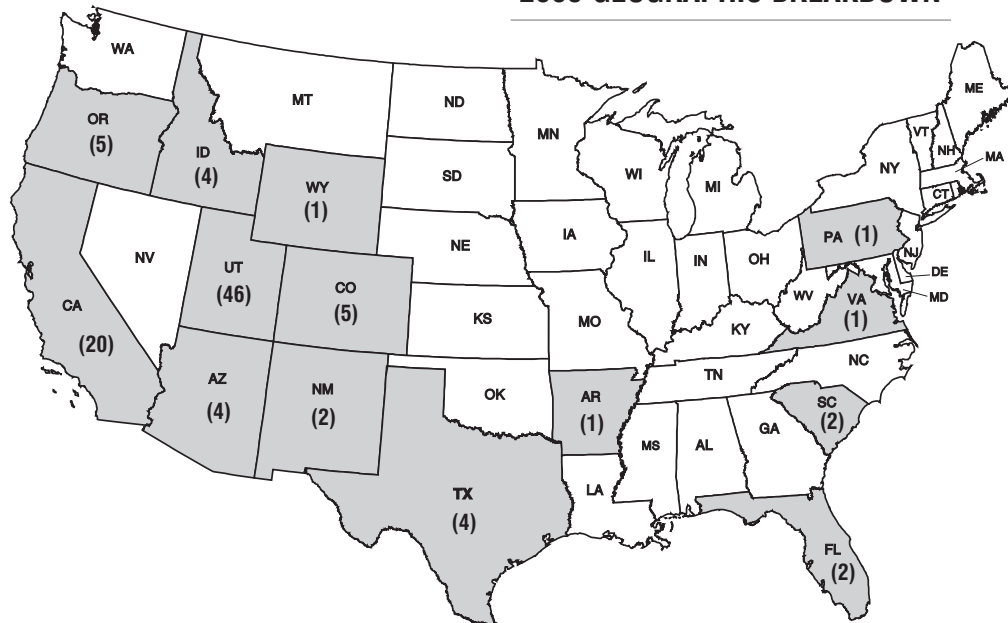 GEOGRAPHIC BREAKDOWN
WA
MT
ND
MN
ME
OR
(5)
ID
(4)
WY
(1)
SD
WI
MI
NY
VT
NH
MA
CT
NV
UT
(46)
CO
(5)
NE
IA
IL
IN
OH
PA (1)
NJ
DE
MD
CA
(20)
KS
MO
KY
WV
VA
(1)
AZ
(4)
NM
(2)
OK
AR
(1)
TN
NC
SC
(2)
TX
(4)
LA
MS
AL
GA
FL
(2)